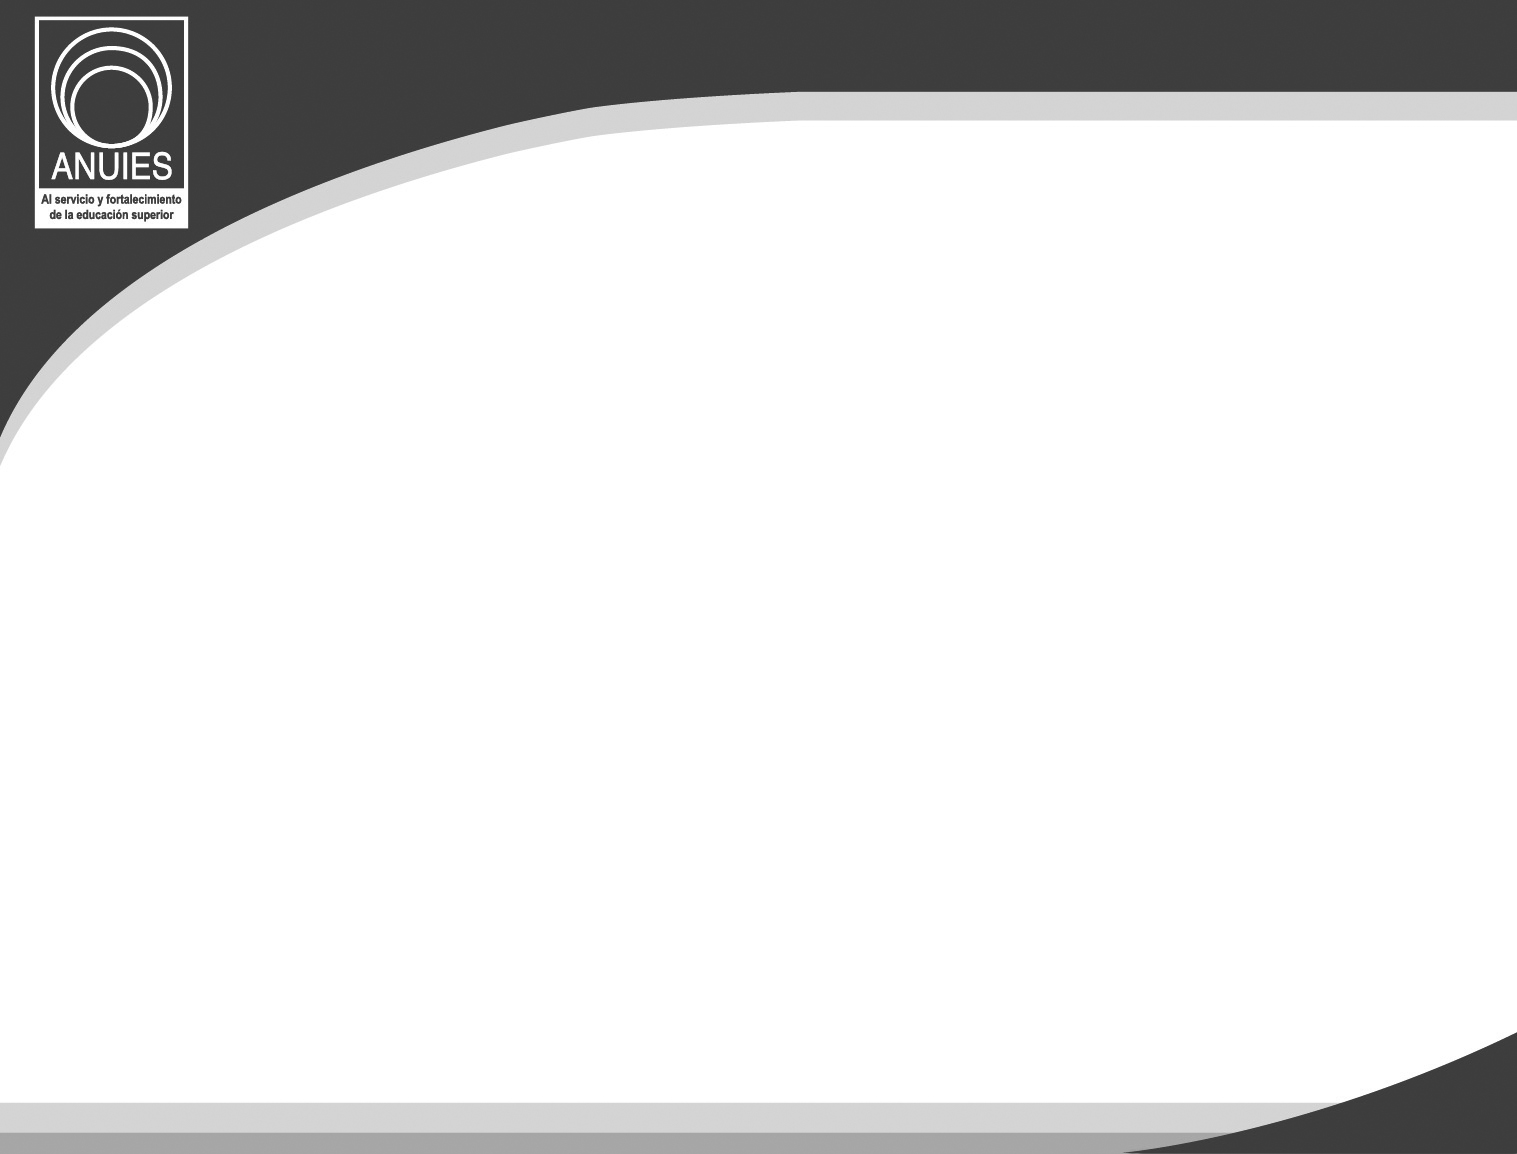 ANUIES
Al servicio y fortalecimiento
de la educación superior